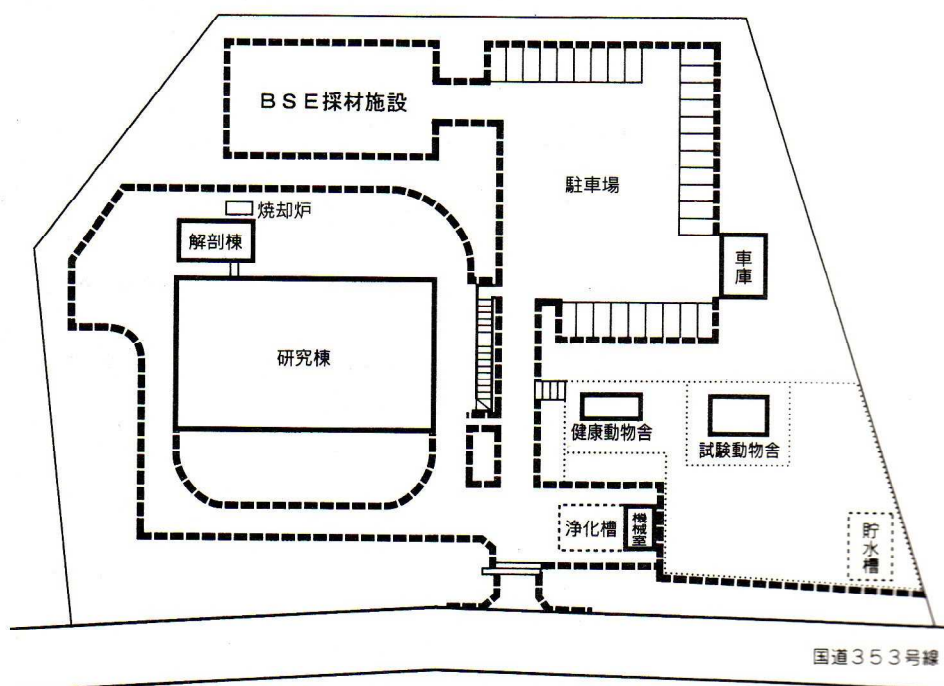 BSE採材施設
駐車場
焼却炉
解剖棟
車庫
研究棟
健康動物舎
試験動物舎
浄化槽
機械室
貯水槽
国道353号線